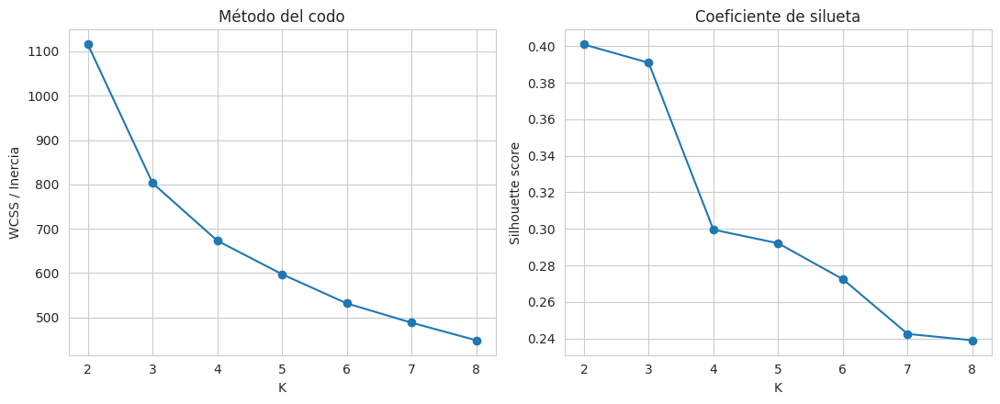 Método del codo
WCSS / Inercia
1100
1000
900
800
700
600
500
2 3 4 5 6 7 8
K
Coeficiente de silueta
Silhouette score
0.40
0.38
0.36
0.34
0.32
0.30
0.28
0.26
0.24
2 3 4 5 6 7 8
K